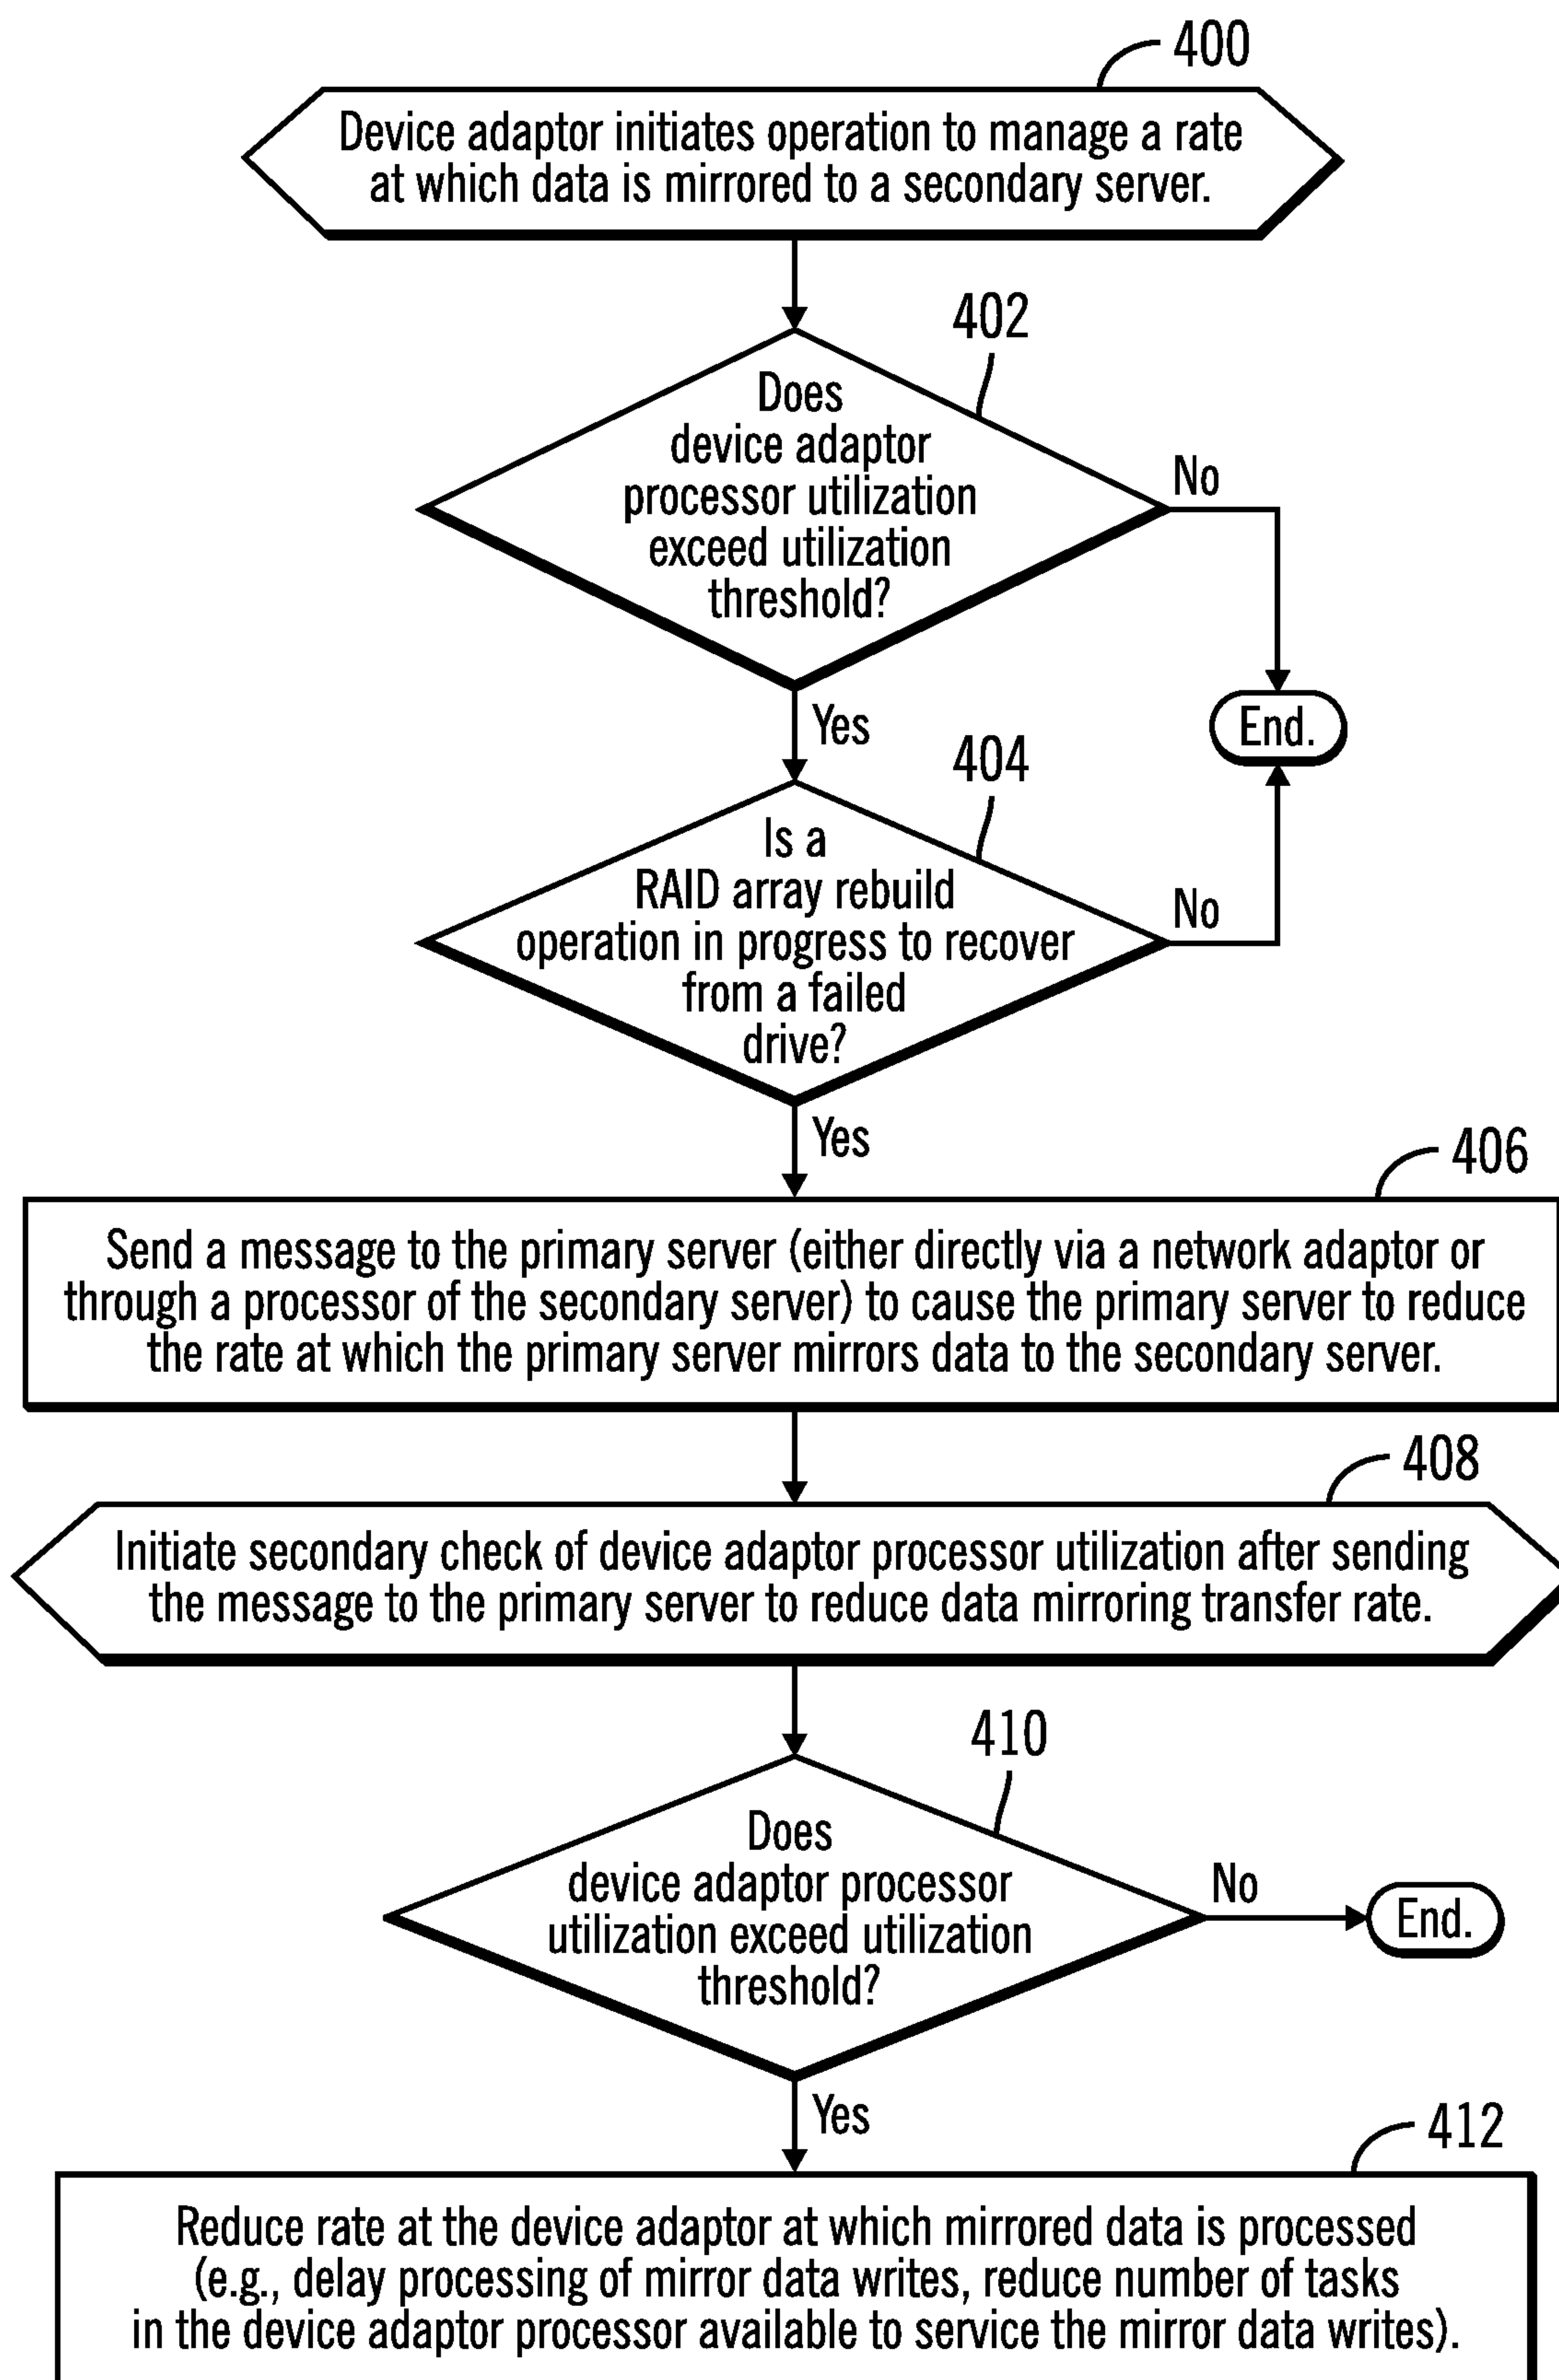 400
Device adaptor initiates operation to manage a rate
at which data is mirrored to a secondary server.
402
Does
device adaptor
processor utilization
exceed utilization
threshold?
No
End.
Yes
404
Is a
RAID array rebuild
operation in progress to recover
from a failed
drive?
No
Yes
406
Send a message to the primary server (either directly via a network adaptor or
through a processor of the secondary server) to cause the primary server to reduce
the rate at which the primary server mirrors data to the secondary server.
408
Initiate secondary check of device adaptor processor utilization after sending
the message to the primary server to reduce data mirroring transfer rate.
410
Does
device adaptor processor
utilization exceed utilization
threshold?
No
End.
Yes
412
Reduce rate at the device adaptor at which mirrored data is processed
(e.g., delay processing of mirror data writes, reduce number of tasks
in the device adaptor processor available to service the mirror data writes).